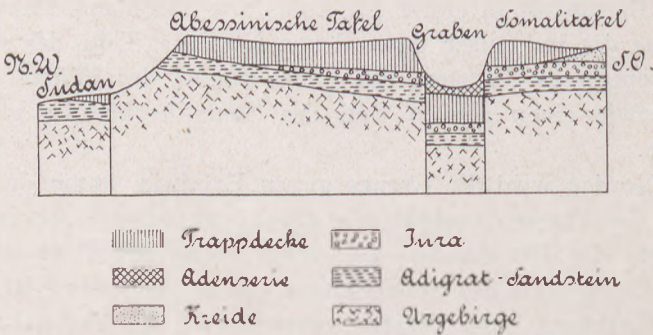 Abessinische Tafel
Graben
Somalitafel
N.W.
S.O.
Sudan
Trappdecke
Jura
Adenserie
Adigrat-Sandstein
Kreide
Urgebirge